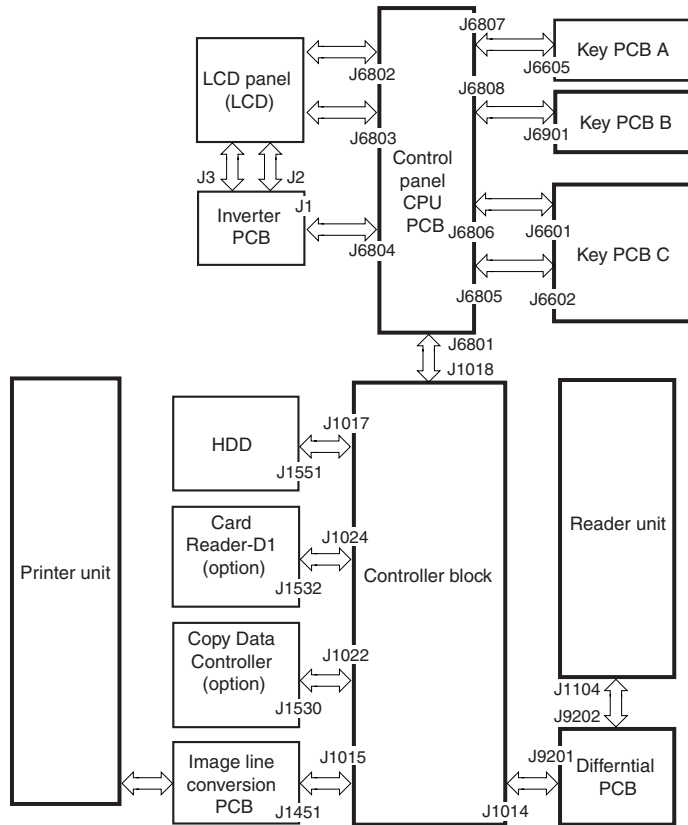 J6807
Key PCB A
J6605
LCD panel
(LCD)
J6802
J6808
Key PCB B
J6901
J6803
Control
panel
CPU
PCB
J3
J2
J1
Inverter
PCB
J6804
J6806
J6601
Key PCB C
J6805
J6602
J6801
J1018
J1017
HDD
J1551
Card
Reader-D1
(option)
J1024
J1532
Printer unit
Controller block
Reader unit
Copy Data
Controller
(option)
J1022
J1530
J1104
J9202
Image line
conversion
PCB
J1015
J1451
J9201
J1014
Differntial
PCB